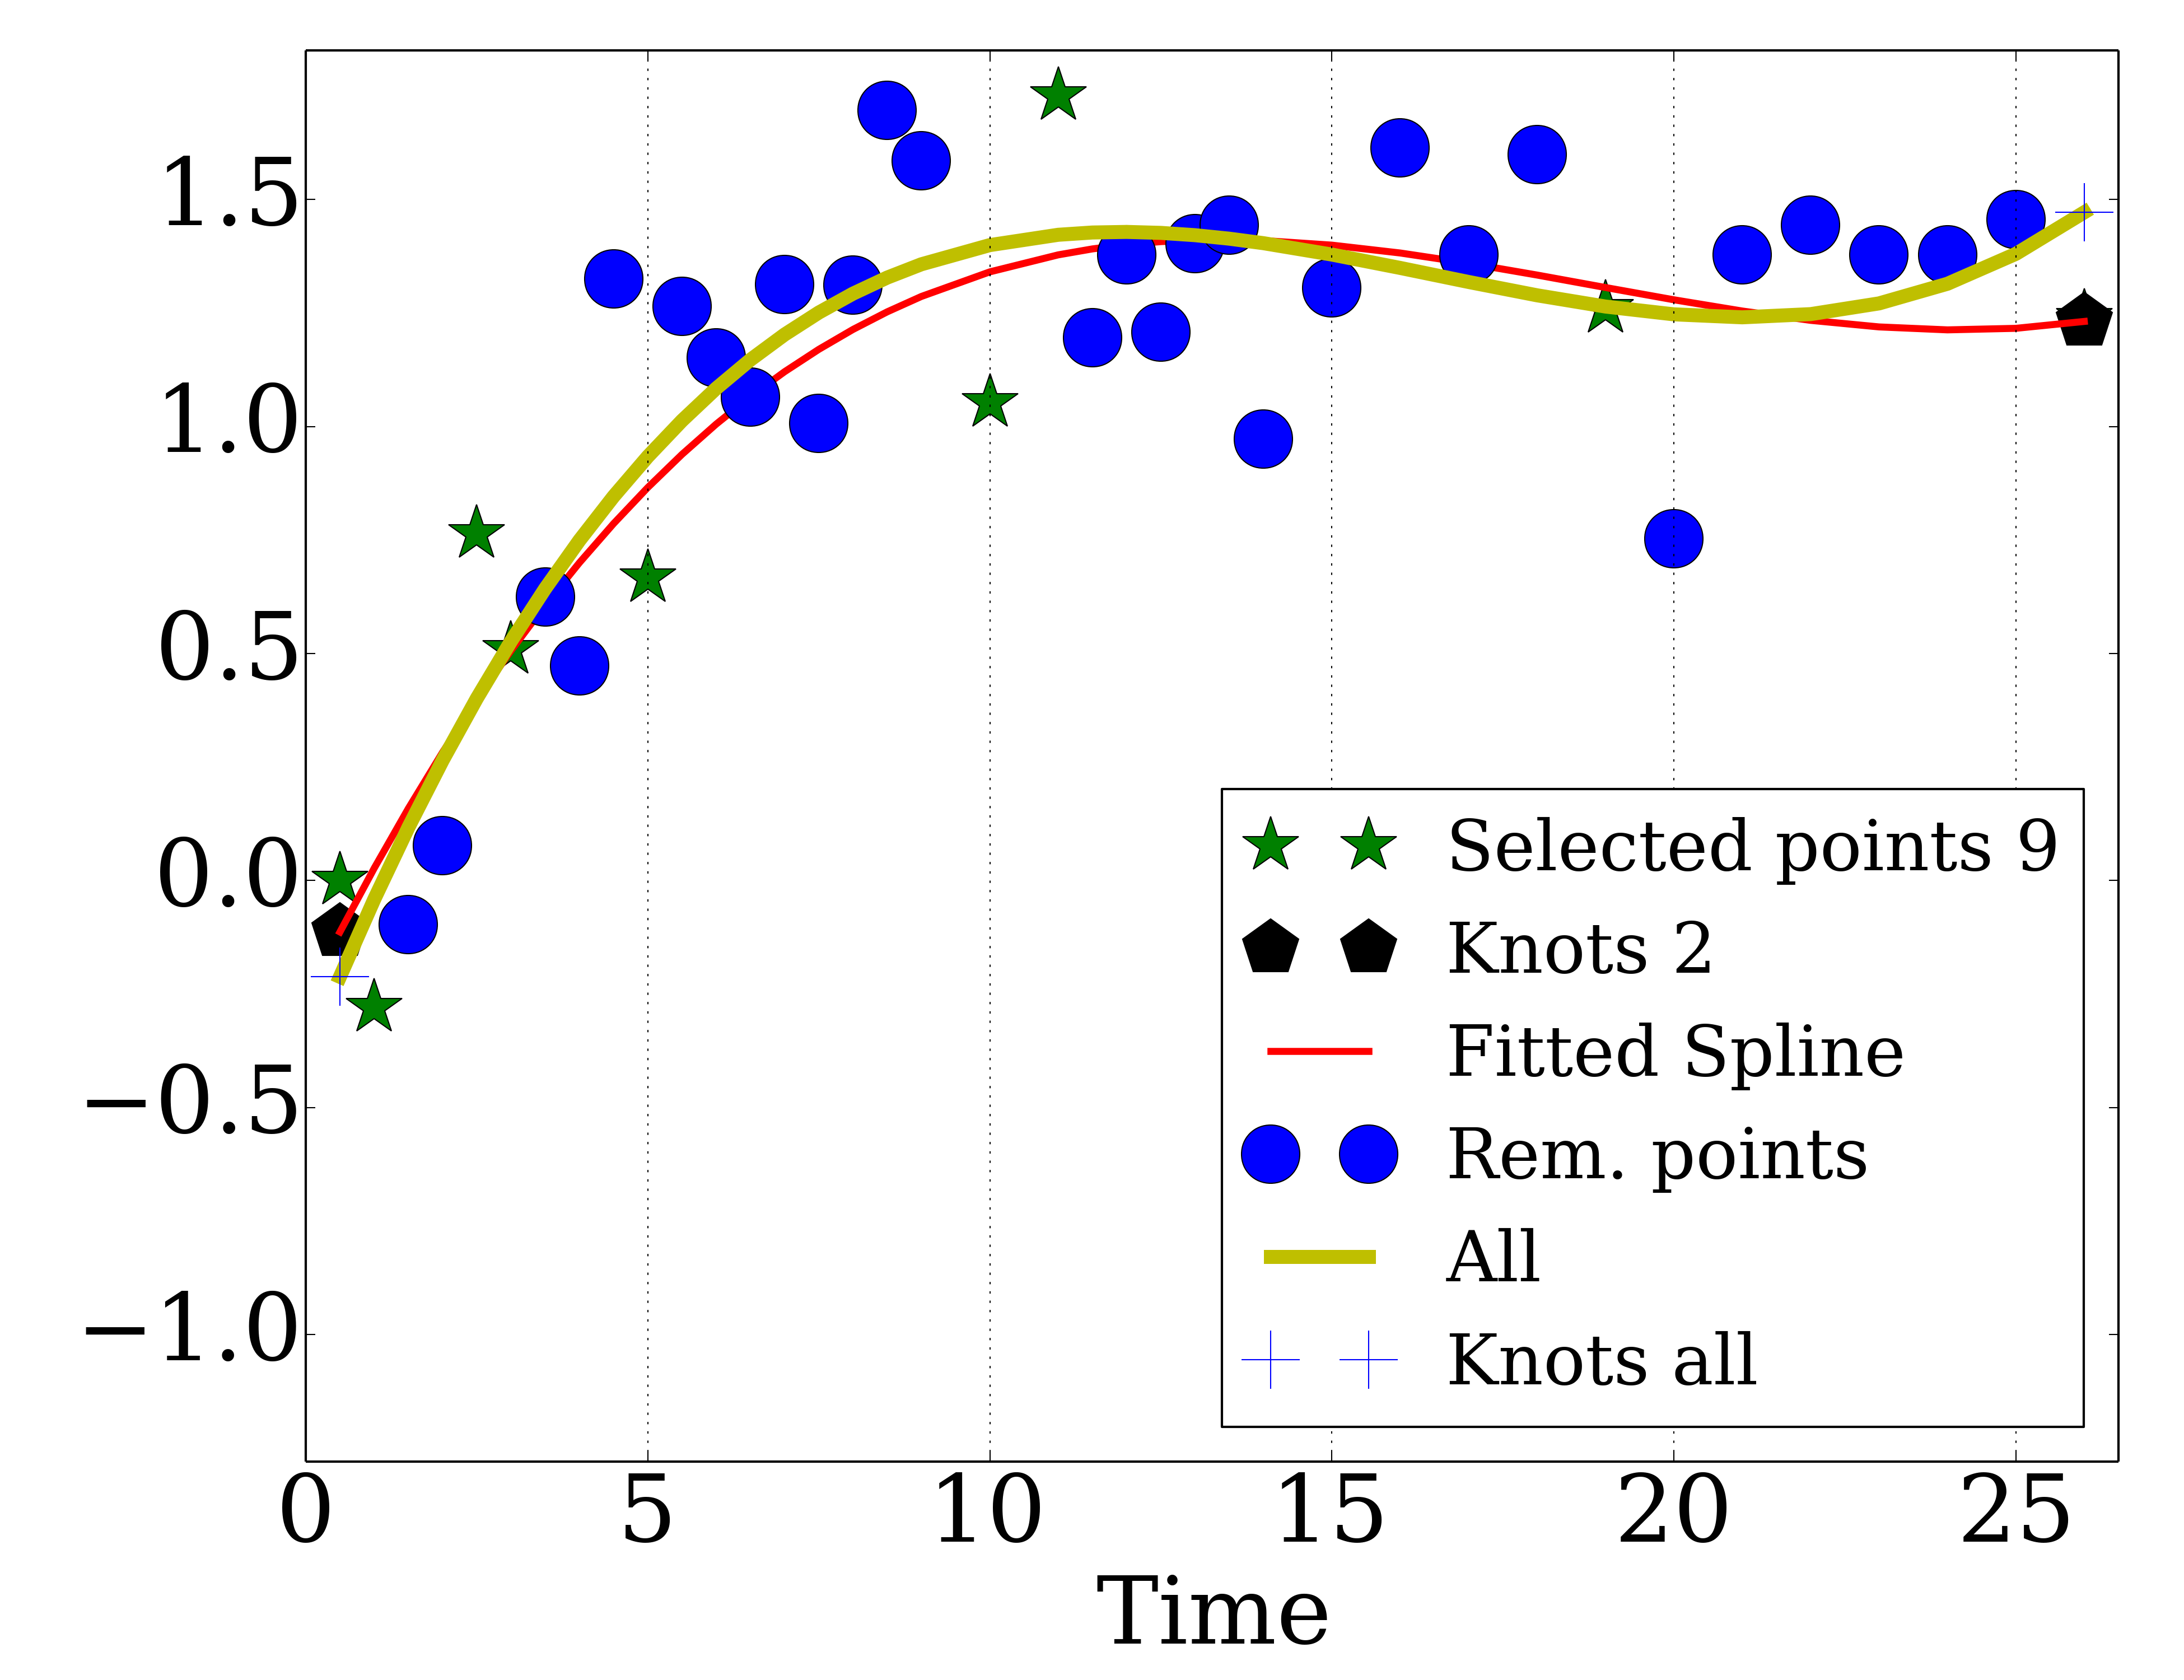 1.5
1.0
0.5
0.0
−0.5
−1.0
Selected points 9
Knots 2
Fitted Spline
Rem. points
All
Knots all
0 5 10 15 20 25
Time